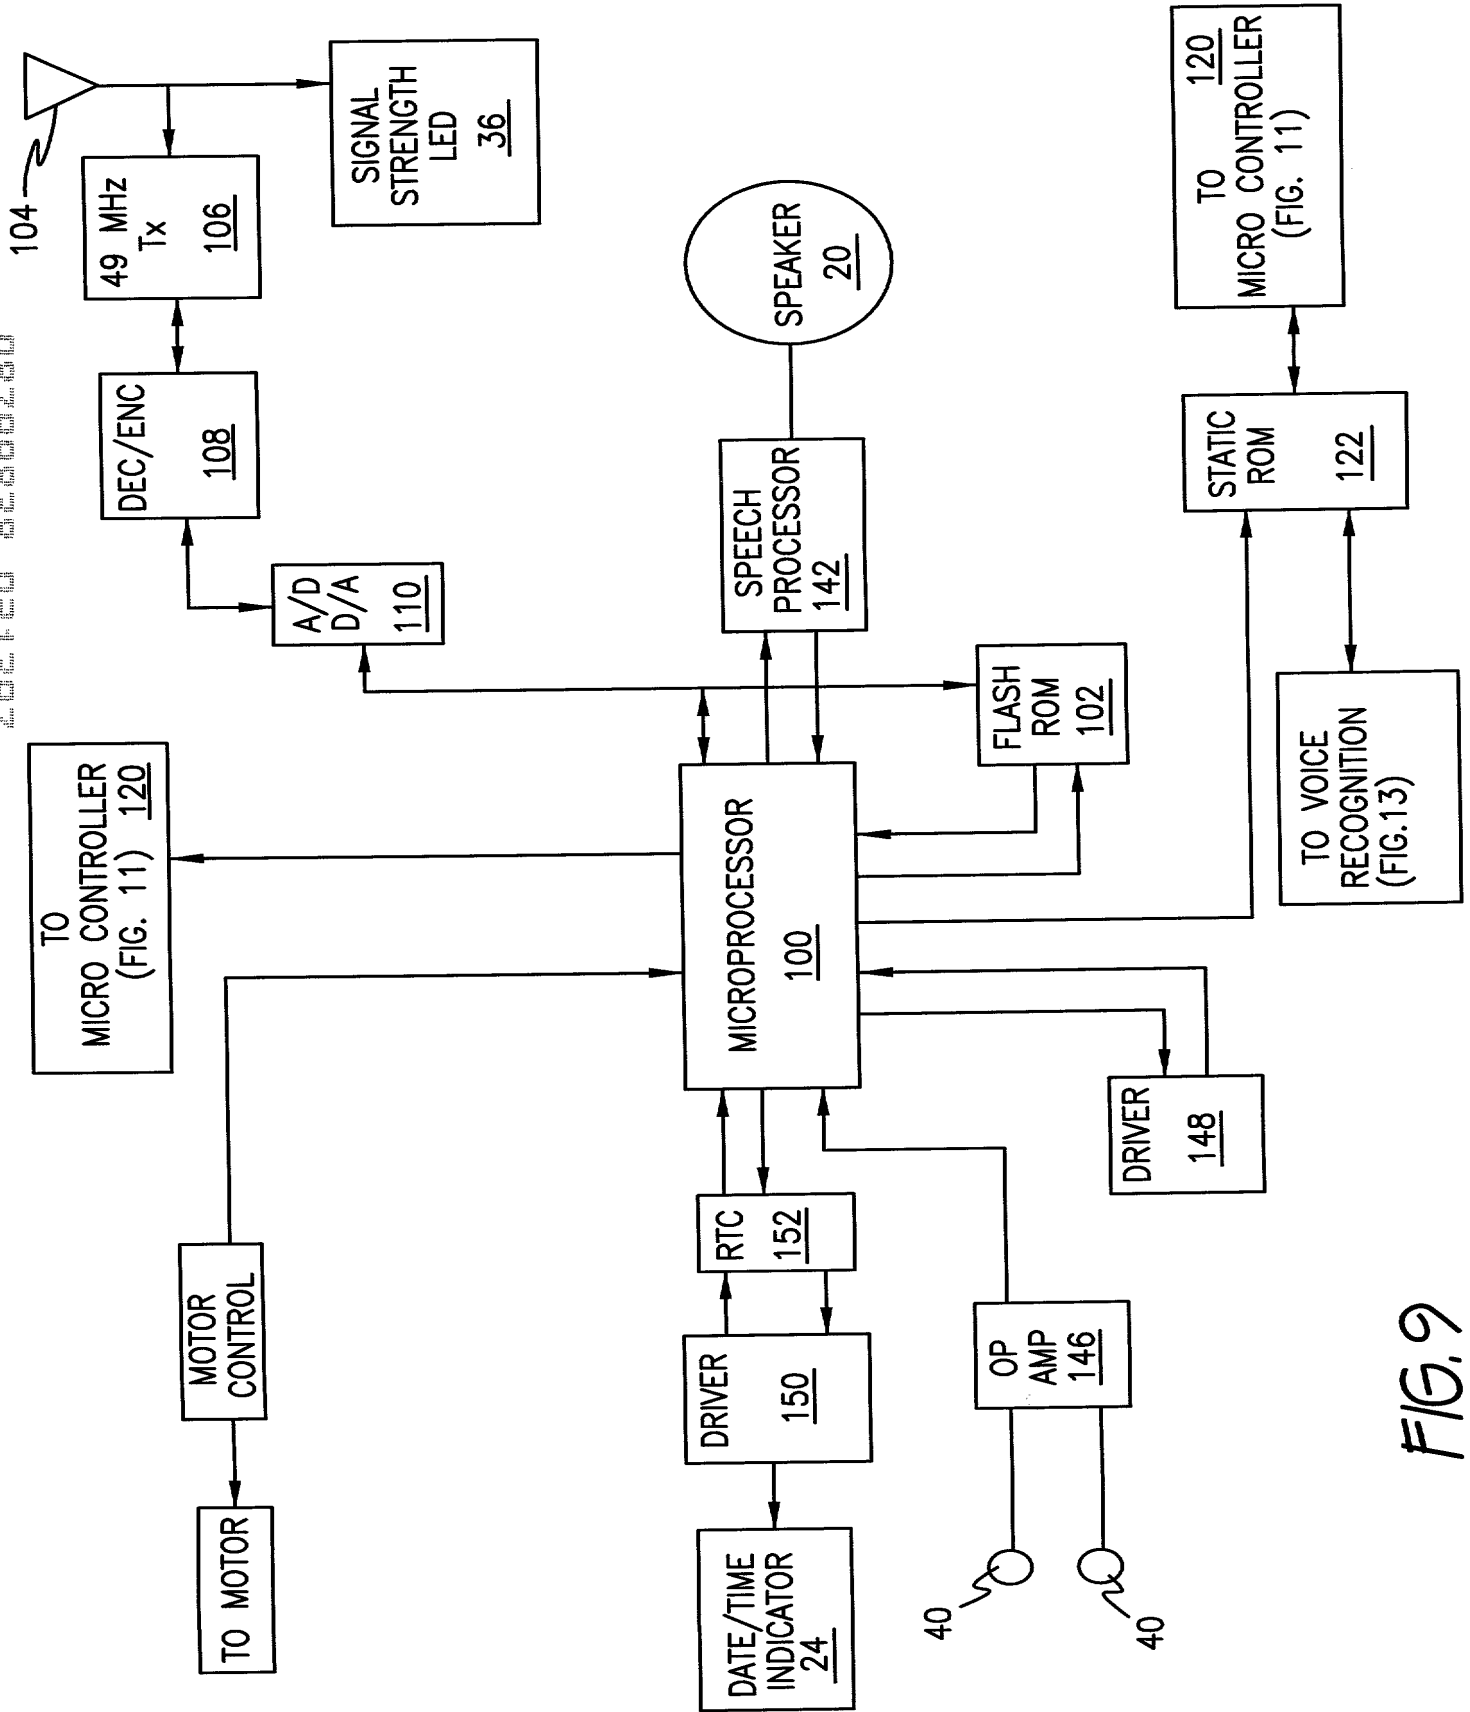 104
49 MHz
Tx
106
SIGNAL
STRENGTH
LED
36
DEC/ENC
108
A/D
D/A
110
TO
MICRO CONTROLLER
(FIG. 11) 120
MOTOR
CONTROL
TO MOTOR
SPEAKER
20
SPEECH
PROCESSOR
142
MICROPROCESSOR
100
FLASH
ROM
102
RTC
152
DRIVER
150
DATE/TIME
INDICATOR
24
OP
AMP
146
40
40
DRIVER
148
TO 120
MICRO CONTROLLER
(FIG. 11)
STATIC
ROM
122
TO VOICE
RECOGNITION
(FIG.13)
FIG. 9